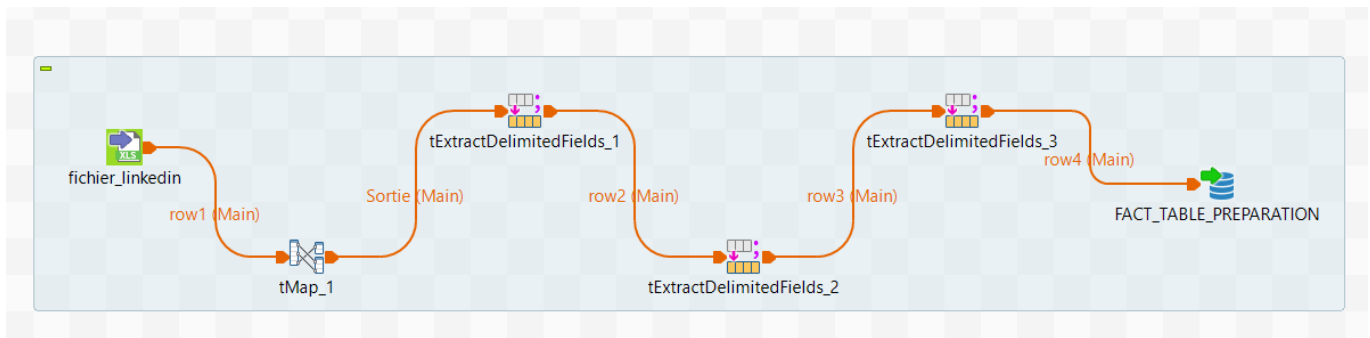 XLS
fichier_linkedin
row1 (Main)
tMap_1
Sortie (Main)
tExtractDelimitedFields_1
row2 (Main)
tExtractDelimitedFields_2
row3 (Main)
tExtractDelimitedFields_3
row4 (Main)
FACT_TABLE_PREPARATION